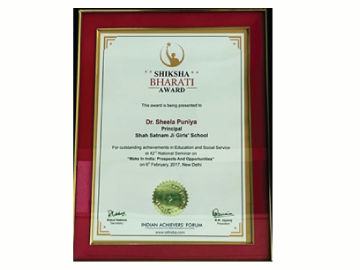 SHIKSHA
BHARATI
AWARD
This award is being presented to
Dr. Sheela Puniya
Principal
Shah Satnam Ji Girls' School
For outstanding achievements in Education and Social Service
at 42nd National Seminar on
"Make In India: Prospects And Opportunities"
on 6th February, 2017, New Delhi
Secretary
President
INDIAN ACHIEVERS' FORUM
www.iafindia.com